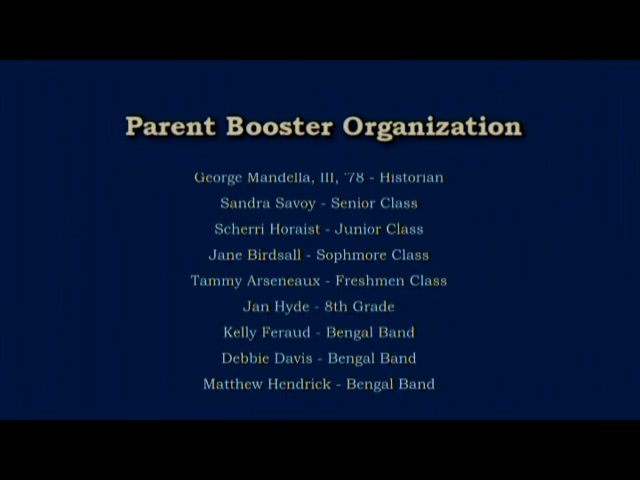 Parent Booster Organization
George Mandella, III, '78 - Historian
Sandra Savoy - Senior Class
Scherri Horaist - Junior Class
Jane Birdsall - Sophmore Class
Tammy Arseneaux - Freshmen Class
Jan Hyde - 8th Grade
Kelly Feraud - Bengal Band
Debbie Davis - Bengal Band
Matthew Hendrick - Bengal Band